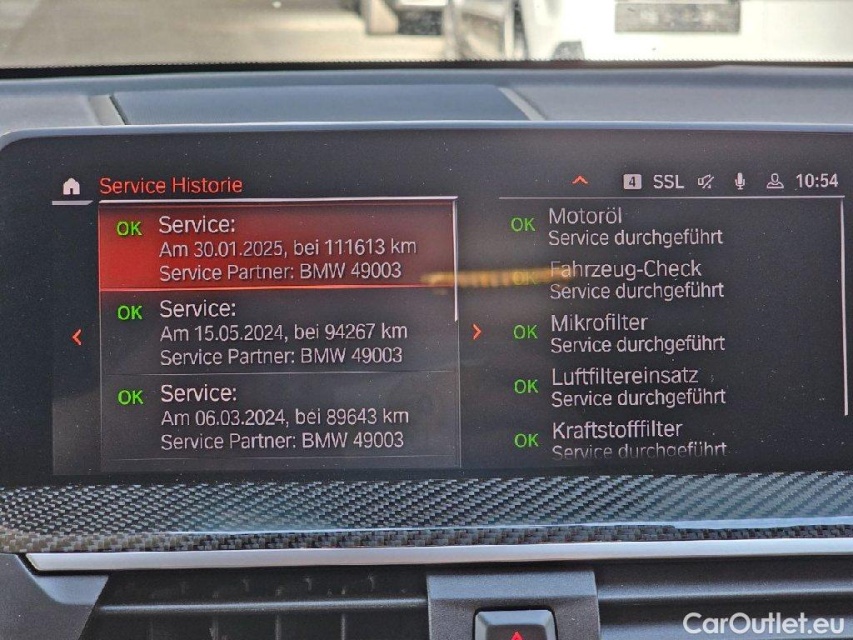 Service Historie
4 SSL 10:54
OK Service:
Am 30.01.2025, bei 111613 km
Service Partner: BMW 49003
OK Service:
Am 15.05.2024, bei 94267 km
Service Partner: BMW 49003
OK Service:
Am 06.03.2024, bei 89643 km
Service Partner: BMW 49003
OK Motoröl
Service durchgeführt
OK Fahrzeug-Check
Service durchgeführt
OK Mikrofilter
Service durchgeführt
OK Luftfiltereinsatz
Service durchgeführt
OK Kraftstofffilter
Service durchgeführt
CarOutlet.eu